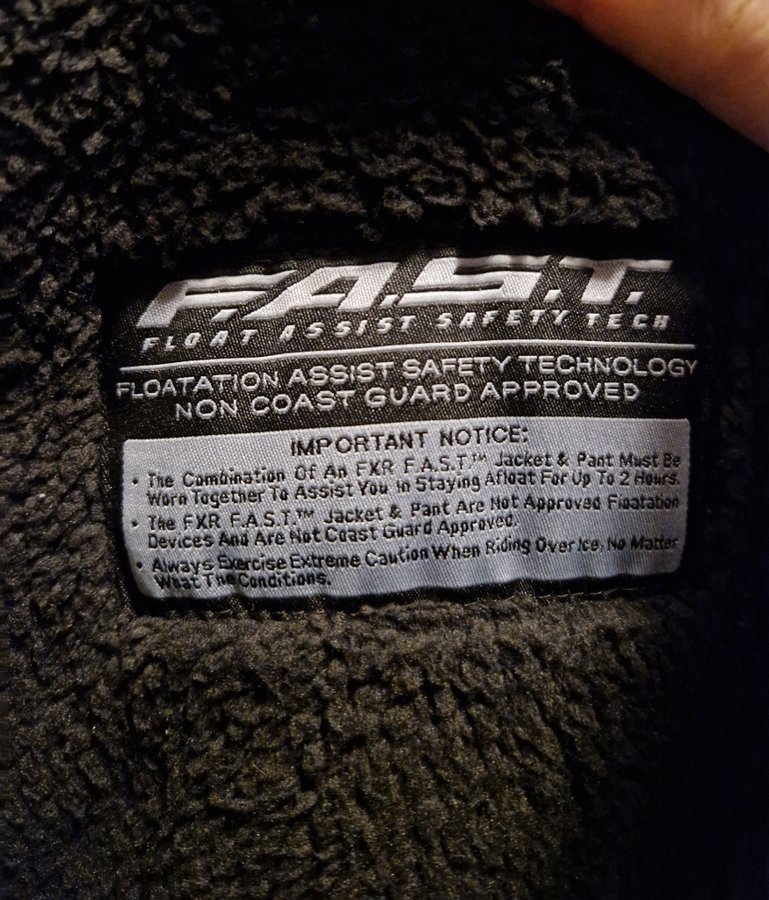 F.A.S.T.
FLOAT ASSIST SAFETY TECH
FLOATATION ASSIST SAFETY TECHNOLOGY
NON COAST GUARD APPROVED
IMPORTANT NOTICE:
• The Combination Of An FXR F.A.S.T.™ Jacket & Pant Must Be
Worn Together To Assist You In Staying Afloat For Up To 2 Hours.
• The FXR F.A.S.T.™ Jacket & Pant Are Not Approved Floatation
Devices And Are Not Coast Guard Approved.
• Always Exercise Extreme Caution When Riding Over Ice, No Matter
What The Conditions.